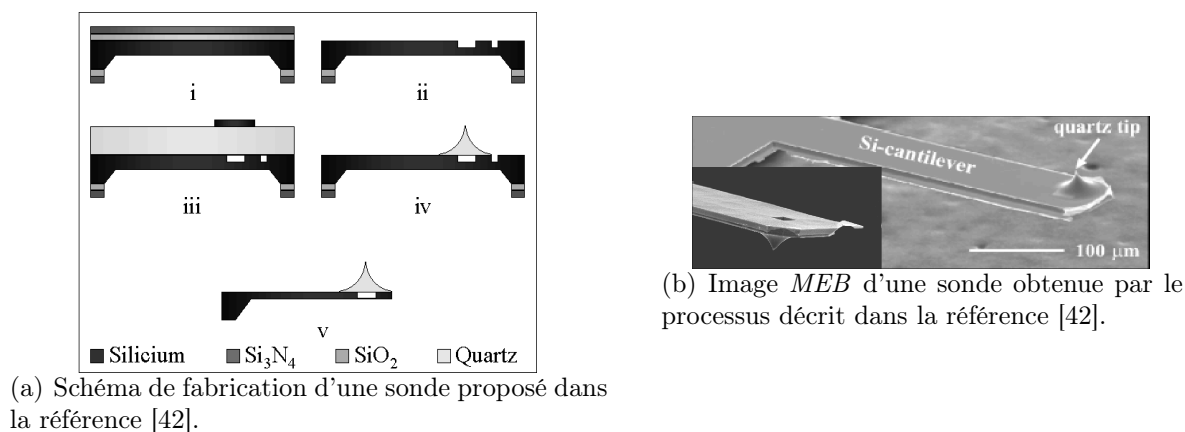 i
ii
iii
iv
v
Silicium
Si₃N₄
SiO₂
Quartz
(a) Schéma de fabrication d'une sonde proposé dans
la référence [42].
quartz tip
Si-cantilever
100 µm
(b) Image MEB d'une sonde obtenue par le
processus décrit dans la référence [42].